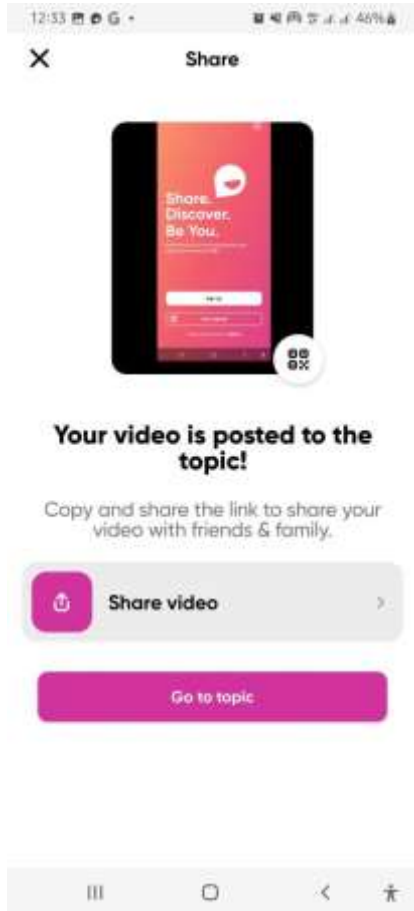 12:33 G
46%
Share
Share.
Discover.
Be You.
Your video is posted to the
topic!
Copy and share the link to share your
video with friends & family.
Share video
Go to topic